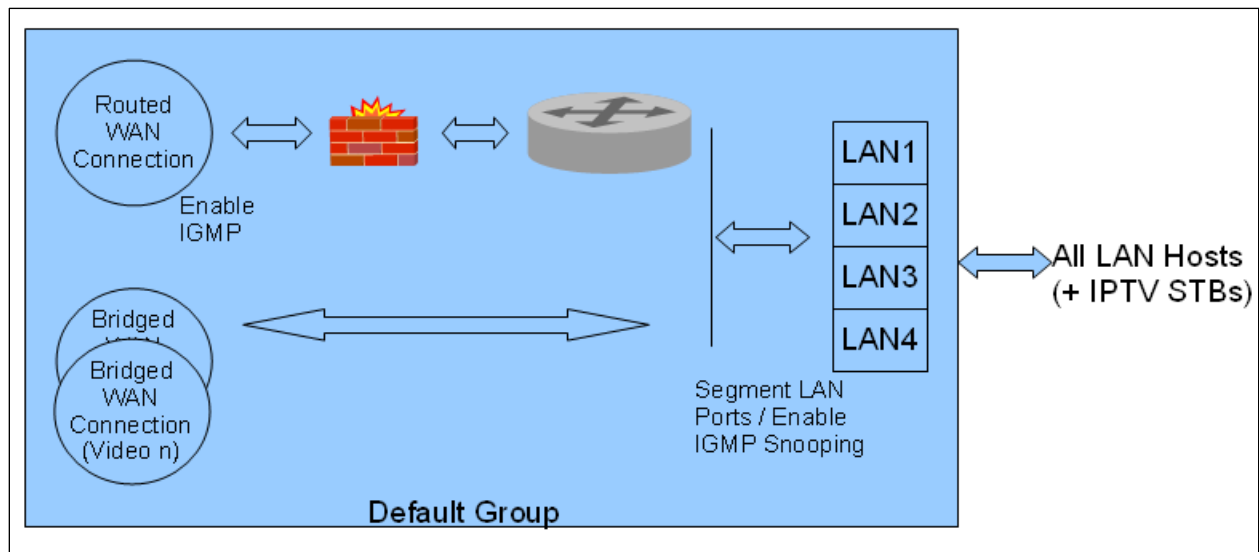 Routed
WAN
Connection
Enable
IGMP
LAN1
LAN2
LAN3
LAN4
All LAN Hosts
(+ IPTV STBs)
Bridged
Bridged
WAN
Connection
(Video n)
Segment LAN
Ports / Enable
IGMP Snooping
Default Group